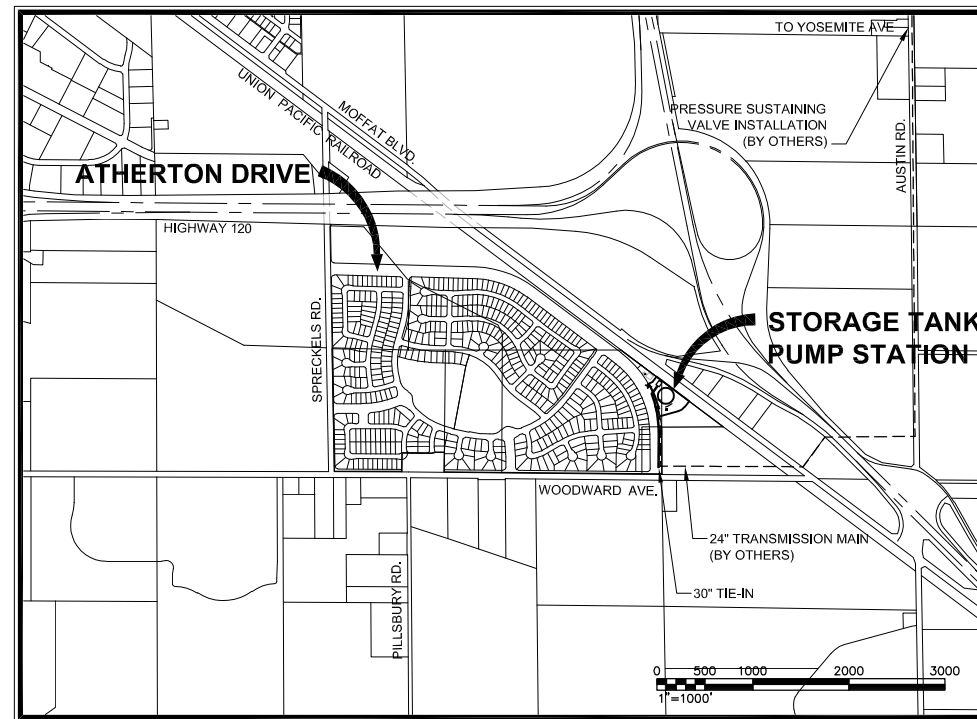 TO YOSEMITE AVE
UNION PACIFIC RAILROAD
MOFFAT BLVD.
PRESSURE SUSTAINING
VALVE INSTALLATION
(BY OTHERS)
AUSTIN RD.
ATHERTON DRIVE
HIGHWAY 120
SPRECKELS RD.
STORAGE TANK
PUMP STATION
WOODWARD AVE.
24" TRANSMISSION MAIN
(BY OTHERS)
30" TIE-IN
PILLSBURY RD.
0 500 1000 2000 3000
1"=1000'